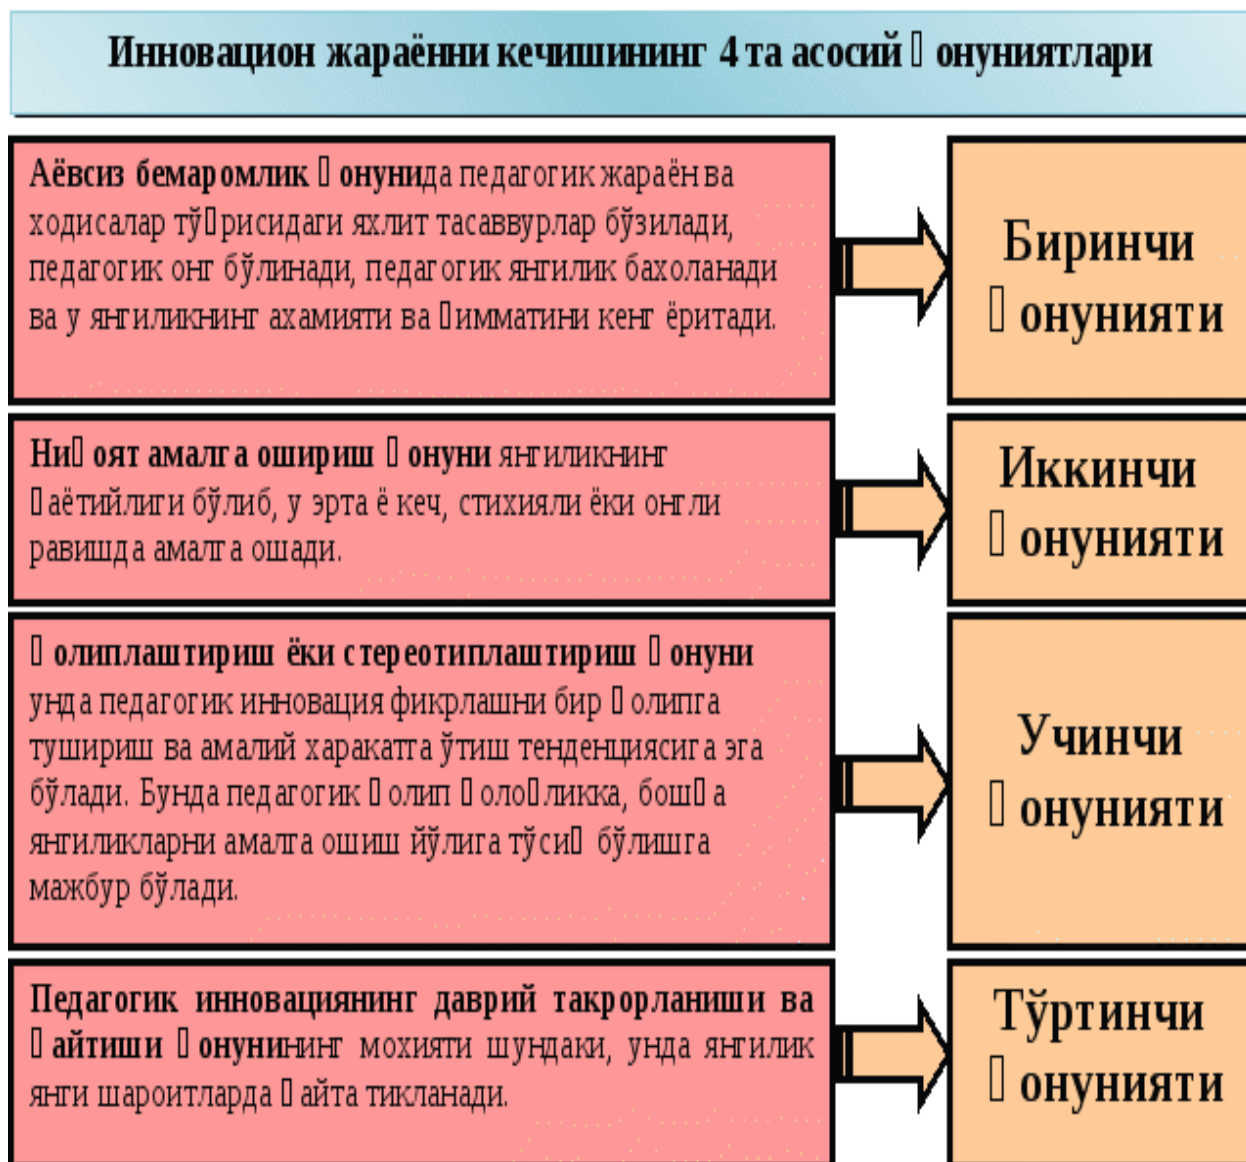 Инновацион жараённи кечишининг 4 та асосий □онуниятлари
Аёвсиз бемаромлик □онунида педагогик жараён ва
ходисалар тў□рисидаги яхлит тасаввурлар бўзилади,
педагогик онг бўлинади, педагогик янгилик бахоланади
ва у янгиликнинг ахамияти ва □имматини кенг ёритади.
Биринчи
□онунияти
Ни□оят амалга ошириш □онуни янгиликнинг
□аётийлиги бўлиб, у эрта ё кеч, стихияли ёки онгли
равишда амалга ошади.
Иккинчи
□онунияти
□олиплаштириш ёки стереотиплаштириш □онуни
унда педагогик инновация фикрлашни бир □олипга
тушириш ва амалий харакатга ўтиш тенденциясига эга
бўлади. Бунда педагогик □олип □оло□ликка, бош□а
янгиликларни амалга ошиш йўлига тўси□ бўлишга
мажбур бўлади.
Учинчи
□онунияти
Педагогик инновациянинг даврий такрорланиши ва
□айтиши □онунининг мохияти шундаки, унда янгилик
янги шароитларда □айта тикланади.
Тўртинчи
□онунияти